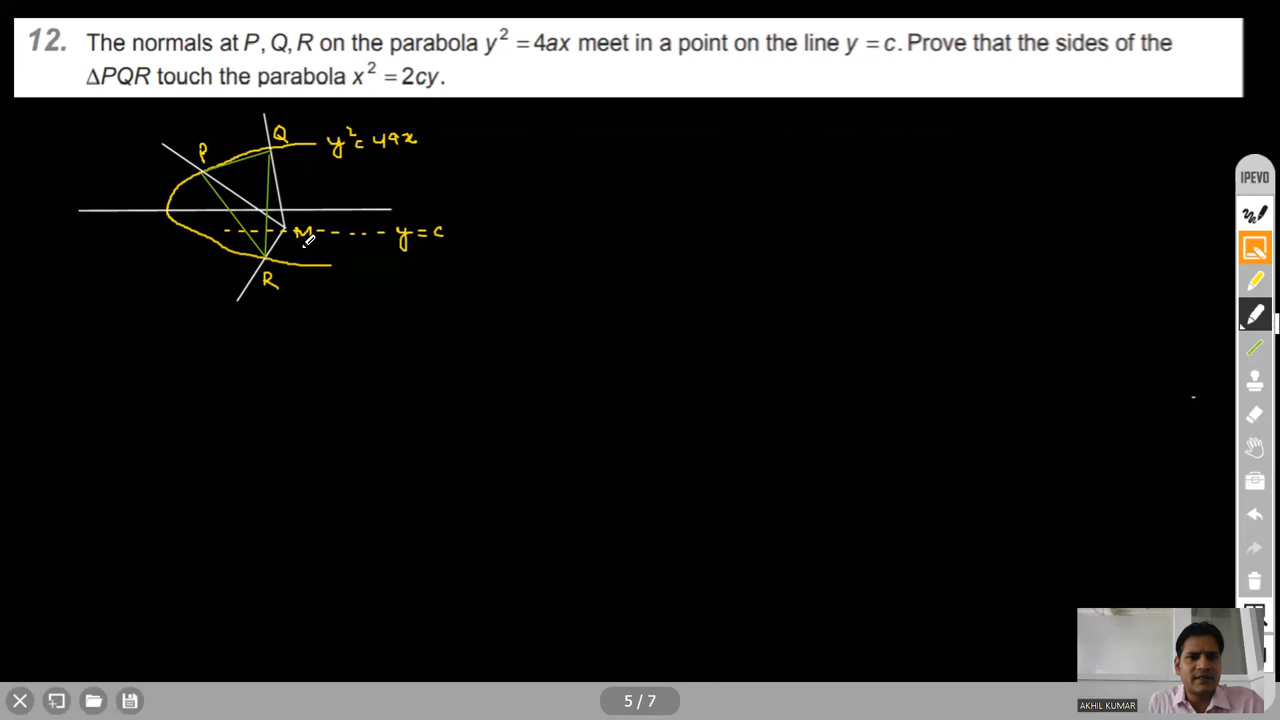 12. The normals at P, Q, R on the parabola y² = 4ax meet in a point on the line y = c. Prove that the sides of the
ΔPQR touch the parabola x² = 2cy.
IPEVO
Q
y² = 4ax
P
M
y = c
R
5 / 7
AKHIL KUMAR